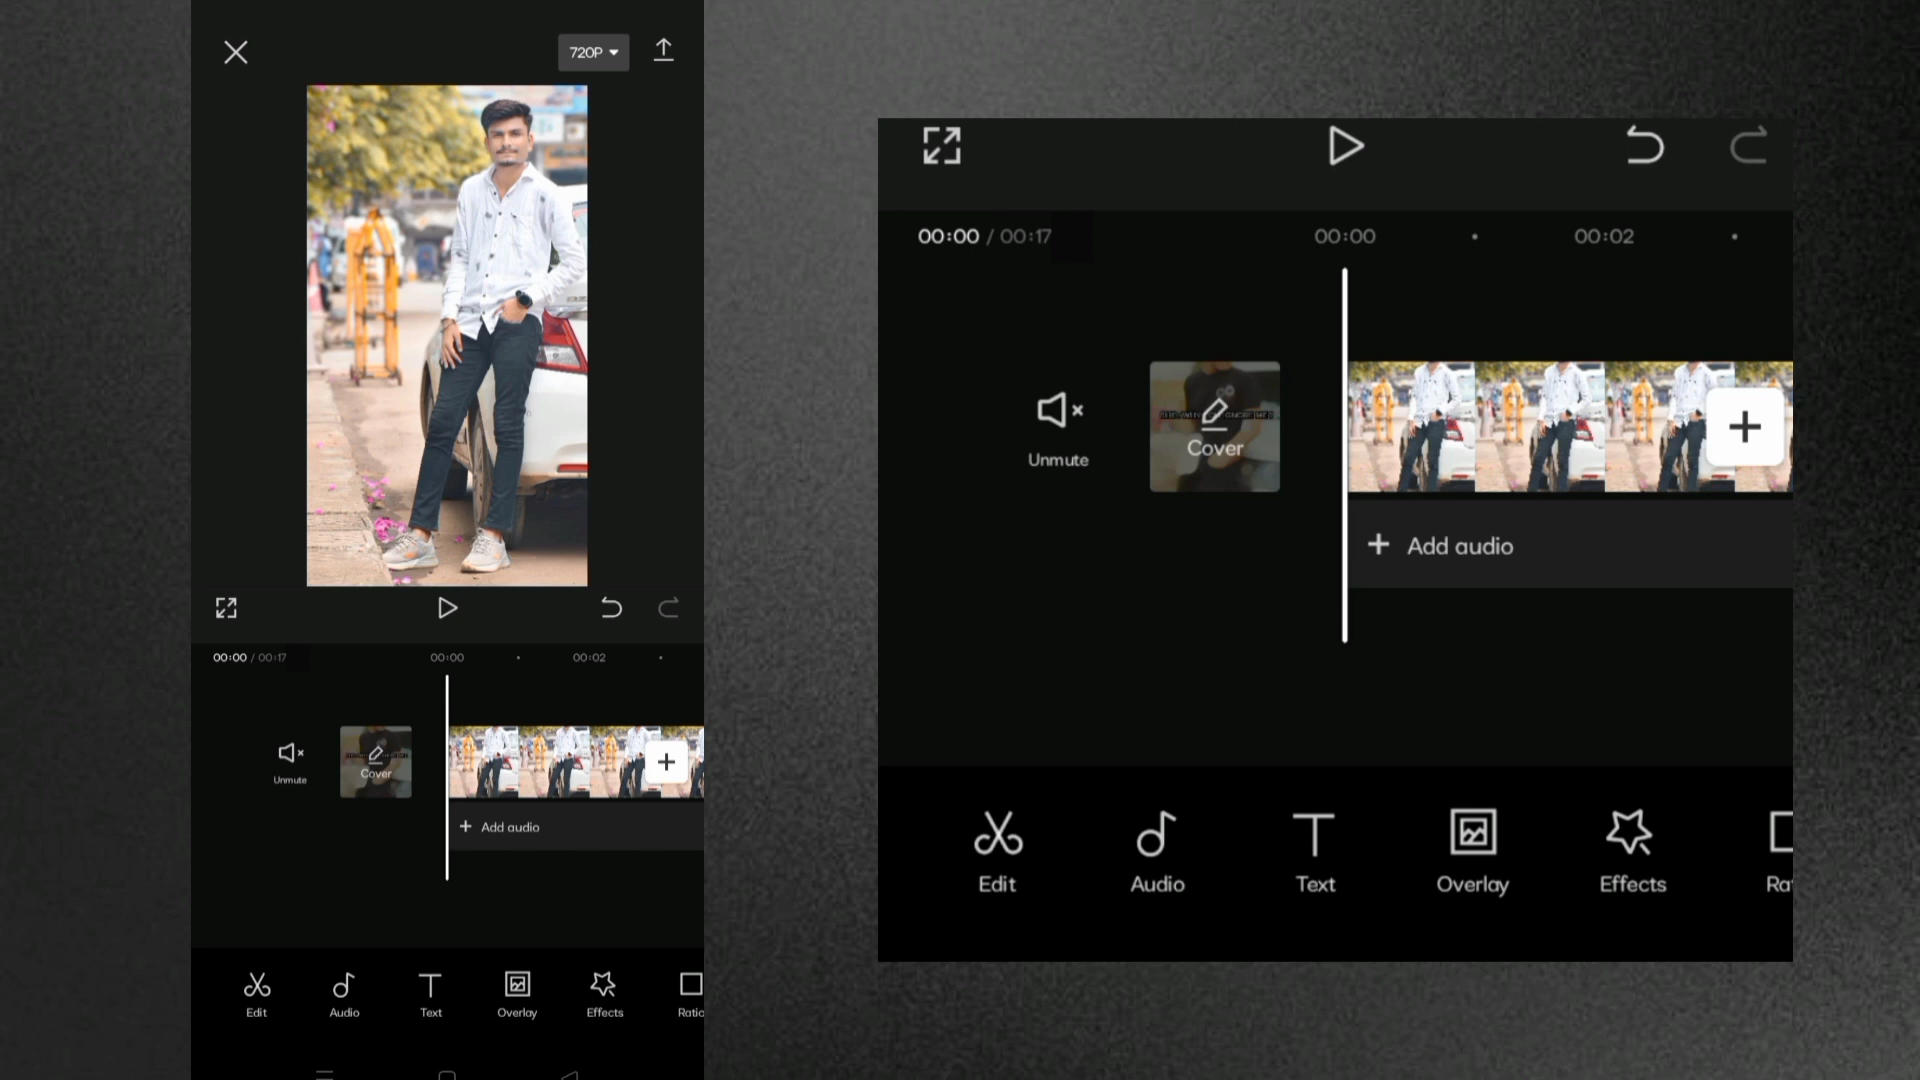 720P
00:00 / 00:17
00:00
00:02
Unmute
Cover
Add audio
Edit
Audio
Text
Overlay
Effects
Ratio
00:00 / 00:17
00:00
00:02
Unmute
Cover
Add audio
Edit
Audio
Text
Overlay
Effects
Ra